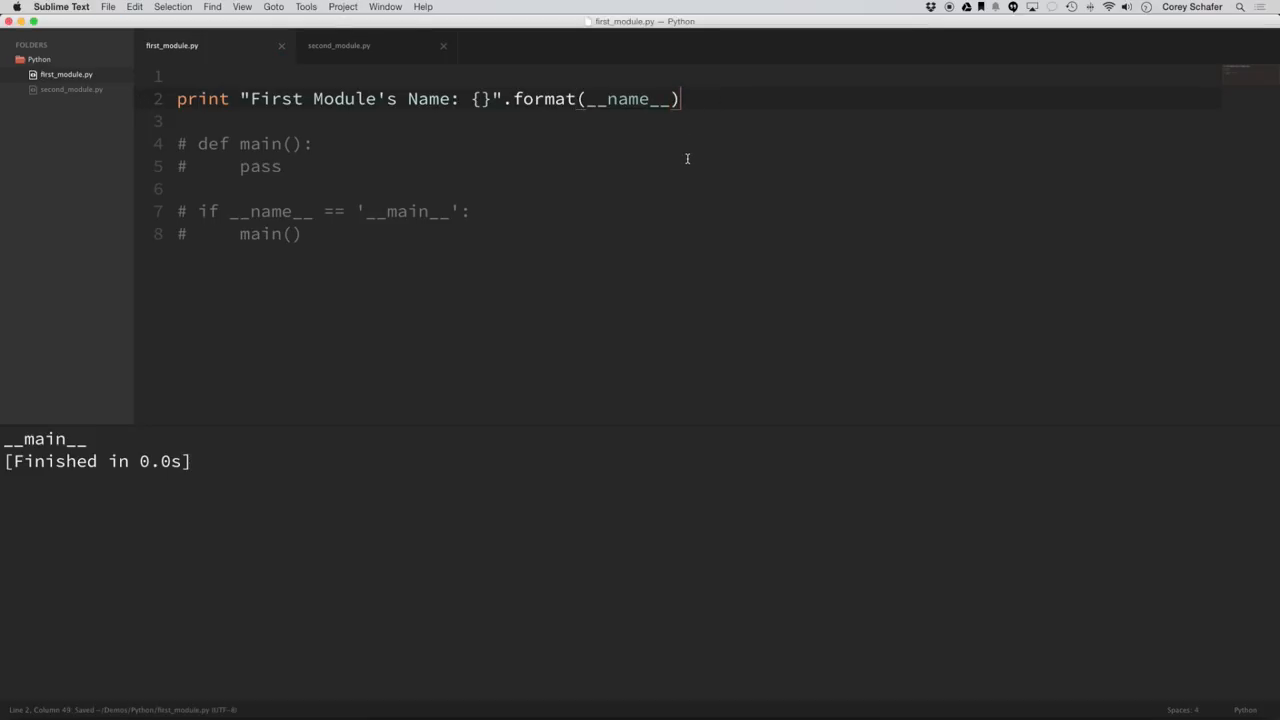 Sublime Text File Edit Selection Find View Goto Tools Project Window Help Corey Schafer
first_module.py — Python
FOLDERS
Python
first_module.py
second_module.py
first_module.py
second_module.py
1
2 print "First Module's Name: {}".format(__name__)
3
4 # def main():
5 #     pass
6
7 # if __name__ == '__main__':
8 #     main()
__main__
[Finished in 0.0s]
Line 2, Column 49; Saved ~/Demos/Python/first_module.py (UTF-8) Spaces: 4 Python